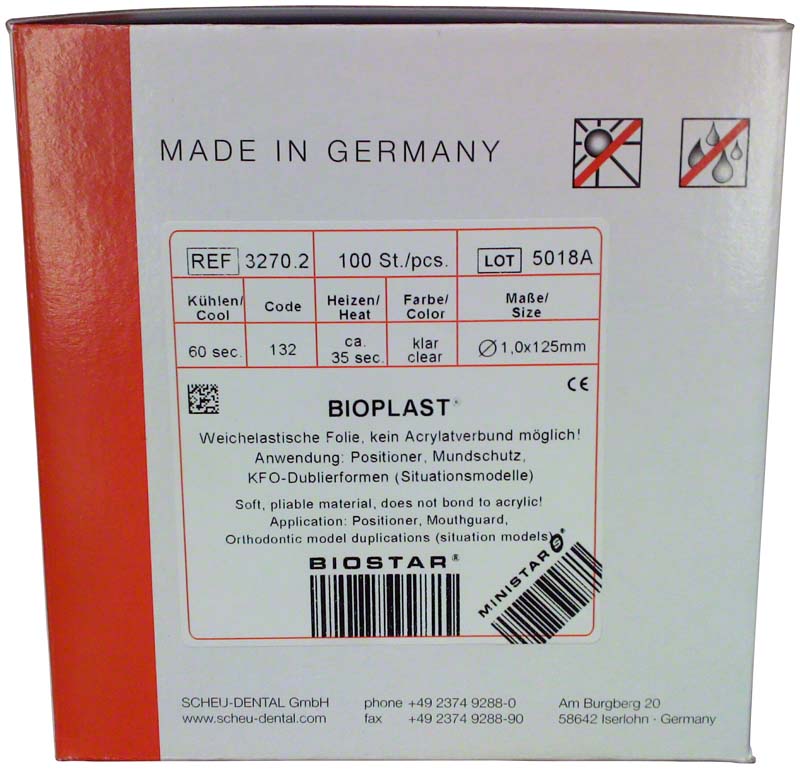 MADE IN GERMANY
REF 3270.2 100 St./pcs. LOT 5018A
Kühlen/ Cool Code Heizen/ Heat Farbe/ Color Maße/ Size
60 sec. 132 ca. 35 sec. klar clear Ø 1,0x125mm
CE
BIOPLAST®
Weichelastische Folie, kein Acrylatverbund möglich!
Anwendung: Positioner, Mundschutz,
KFO-Dublierformen (Situationsmodelle)
Soft, pliable material, does not bond to acrylic!
Application: Positioner, Mouthguard,
Orthodontic model duplications (situation models)
BIOSTAR®
MINISTAR S®
SCHEU-DENTAL GmbH phone +49 2374 9288-0 Am Burgberg 20
www.scheu-dental.com fax +49 2374 9288-90 58642 Iserlohn · Germany